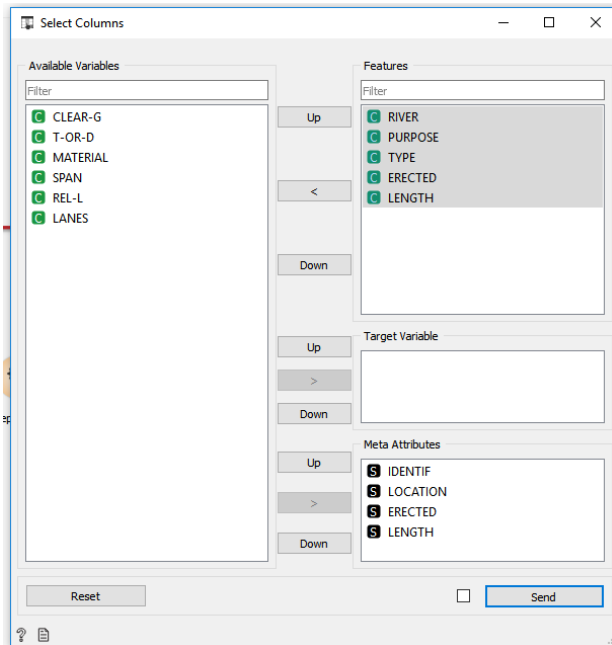 Select Columns
Available Variables
Filter
C CLEAR-G
C T-OR-D
C MATERIAL
C SPAN
C REL-L
C LANES
Up
<
Down
Up
>
Down
Up
>
Down
Features
Filter
C RIVER
C PURPOSE
C TYPE
C ERECTED
C LENGTH
Target Variable
Meta Attributes
S IDENTIF
S LOCATION
S ERECTED
S LENGTH
Reset
Send
?